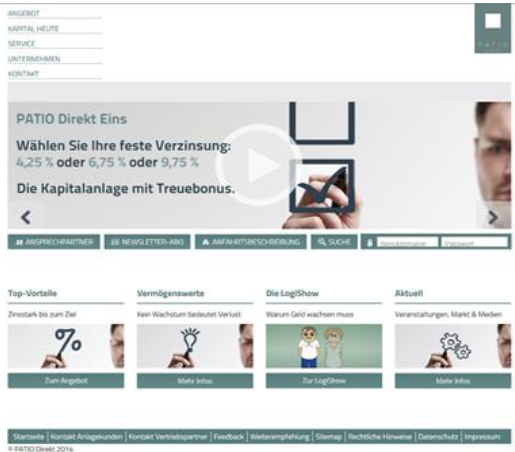 ANGEBOT
KAPITAL HEUTE
SERVICE
UNTERNEHMEN
KONTAKT
PATIO
PATIO Direkt Eins
Wählen Sie Ihre feste Verzinsung:
4,25 % oder 6,75 % oder 9,75 %
Die Kapitalanlage mit Treuebonus.
ANSPRECHPARTNER NEWSLETTER-ABO ANFAHRTSBESCHREIBUNG SUCHE Benutzername Passwort
Top-Vorteile Vermögenswerte Die LogiShow Aktuell
Zinsstark bis zum Ziel Kein Wachstum bedeutet Verlust Warum Geld wachsen muss Veranstaltungen, Markt & Medien
%
Zum Angebot Mehr Infos Zur LogiShow Mehr Infos
Startseite | Kontakt Anlagekunden | Kontakt Vertriebspartner | Feedback | Weiterempfehlung | Sitemap | Rechtliche Hinweise | Datenschutz | Impressum
© PATIO Direkt 2014